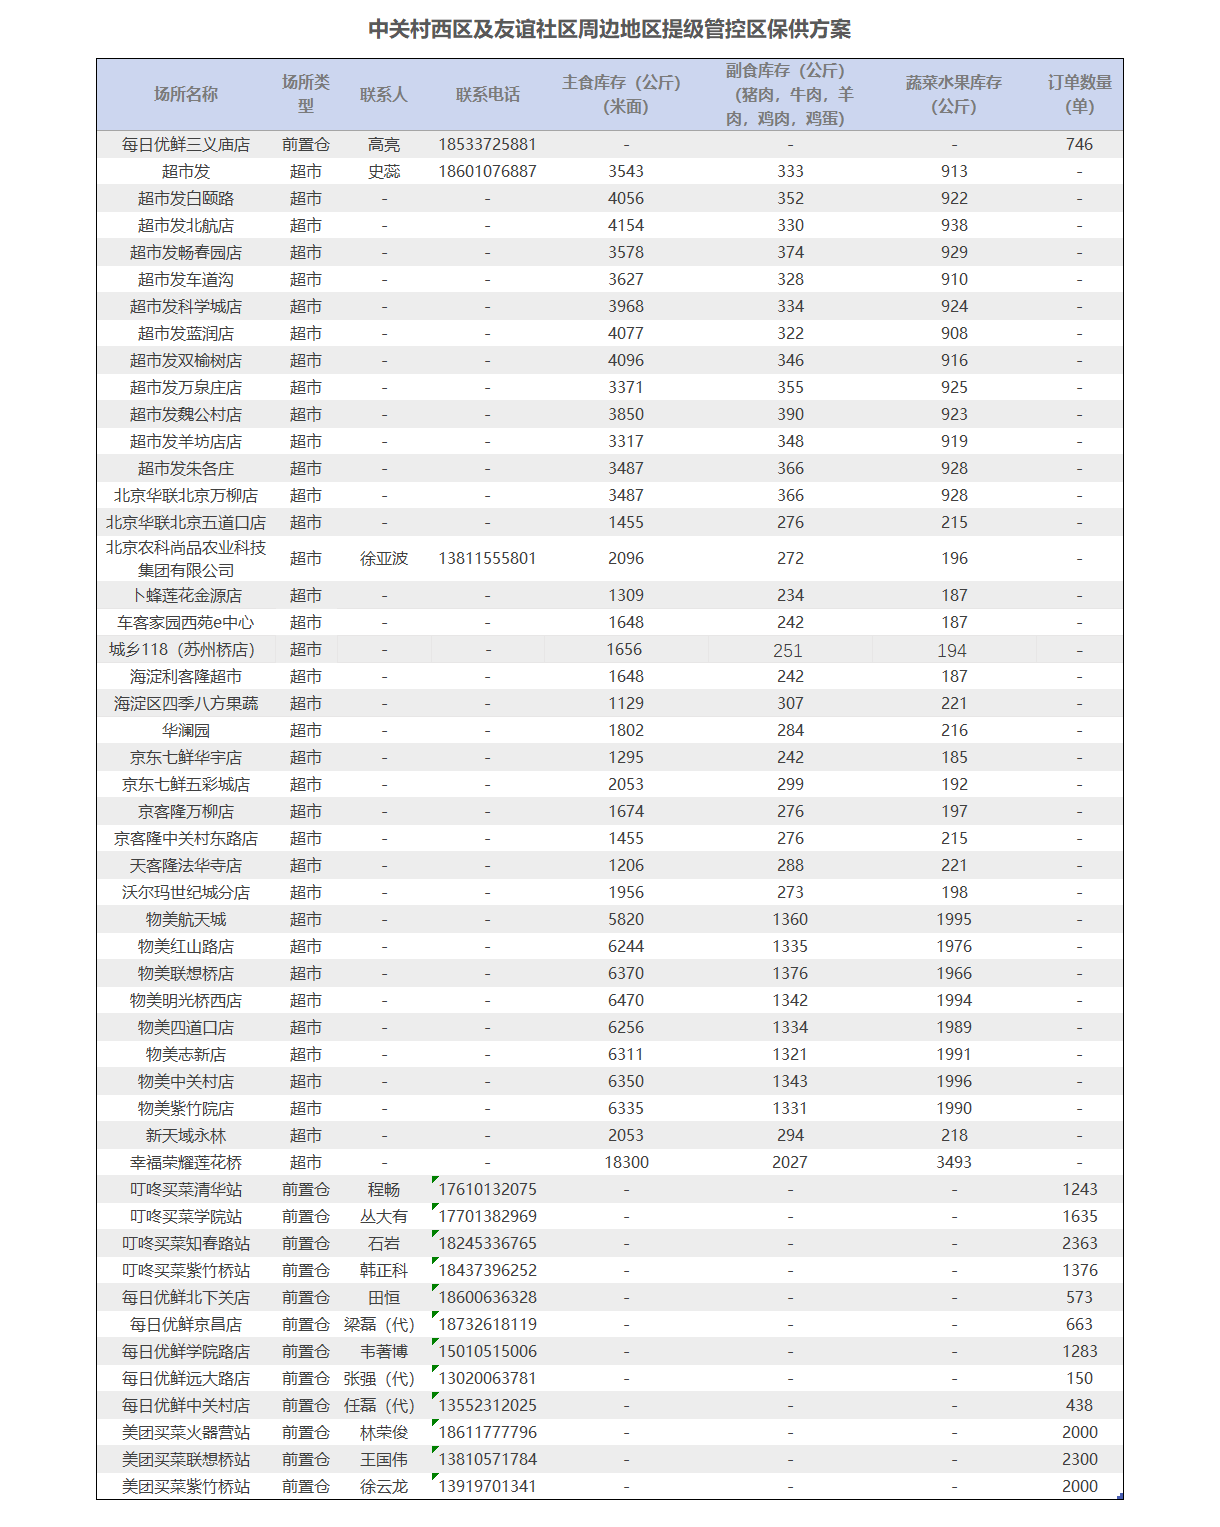 中关村西区及友谊社区周边地区提级管控区保供方案
场所名称 场所类型 联系人 联系电话 主食库存（公斤）（米面） 副食库存（公斤）（猪肉，牛肉，羊肉，鸡肉，鸡蛋） 蔬菜水果库存（公斤） 订单数量（单）
每日优鲜三义庙店 前置仓 高亮 18533725881 - - - 746
超市发 超市 史蕊 18601076887 3543 333 913 -
超市发白颐路 超市 - - 4056 352 922 -
超市发北航店 超市 - - 4154 330 938 -
超市发畅春园店 超市 - - 3578 374 929 -
超市发车道沟 超市 - - 3627 328 910 -
超市发科学城店 超市 - - 3968 334 924 -
超市发蓝润店 超市 - - 4077 322 908 -
超市发双榆树店 超市 - - 4096 346 916 -
超市发万泉庄店 超市 - - 3371 355 925 -
超市发魏公村店 超市 - - 3850 390 923 -
超市发羊坊店店 超市 - - 3317 348 919 -
超市发朱各庄 超市 - - 3487 366 928 -
北京华联北京万柳店 超市 - - 3487 366 928 -
北京华联北京五道口店 超市 - - 1455 276 215 -
北京农科尚品农业科技集团有限公司 超市 徐亚波 13811555801 2096 272 196 -
卜蜂莲花金源店 超市 - - 1309 234 187 -
车客家园西苑e中心 超市 - - 1648 242 187 -
城乡118（苏州桥店） 超市 - - 1656 251 194 -
海淀利客隆超市 超市 - - 1648 242 187 -
海淀区四季八方果蔬 超市 - - 1129 307 221 -
华澜园 超市 - - 1802 284 216 -
京东七鲜华宇店 超市 - - 1295 242 185 -
京东七鲜五彩城店 超市 - - 2053 299 192 -
京客隆万柳店 超市 - - 1674 276 197 -
京客隆中关村东路店 超市 - - 1455 276 215 -
天客隆法华寺店 超市 - - 1206 288 221 -
沃尔玛世纪城分店 超市 - - 1956 273 198 -
物美航天城 超市 - - 5820 1360 1995 -
物美红山路店 超市 - - 6244 1335 1976 -
物美联想桥店 超市 - - 6370 1376 1966 -
物美明光桥西店 超市 - - 6470 1342 1994 -
物美四道口店 超市 - - 6256 1334 1989 -
物美志新店 超市 - - 6311 1321 1991 -
物美中关村店 超市 - - 6350 1343 1996 -
物美紫竹院店 超市 - - 6335 1331 1990 -
新天域永林 超市 - - 2053 294 218 -
幸福荣耀莲花桥 超市 - - 18300 2027 3493 -
叮咚买菜清华站 前置仓 程畅 17610132075 - - - 1243
叮咚买菜学院站 前置仓 丛大有 17701382969 - - - 1635
叮咚买菜知春路站 前置仓 石岩 18245336765 - - - 2363
叮咚买菜紫竹桥站 前置仓 韩正科 18437396252 - - - 1376
每日优鲜北下关店 前置仓 田恒 18600636328 - - - 573
每日优鲜京昌店 前置仓 梁磊（代） 18732618119 - - - 663
每日优鲜学院路店 前置仓 韦著博 15010515006 - - - 1283
每日优鲜远大路店 前置仓 张强（代） 13020063781 - - - 150
每日优鲜中关村店 前置仓 任磊（代） 13552312025 - - - 438
美团买菜火器营站 前置仓 林荣俊 18611777796 - - - 2000
美团买菜联想桥站 前置仓 王国伟 13810571784 - - - 2300
美团买菜紫竹桥站 前置仓 徐云龙 13919701341 - - - 2000